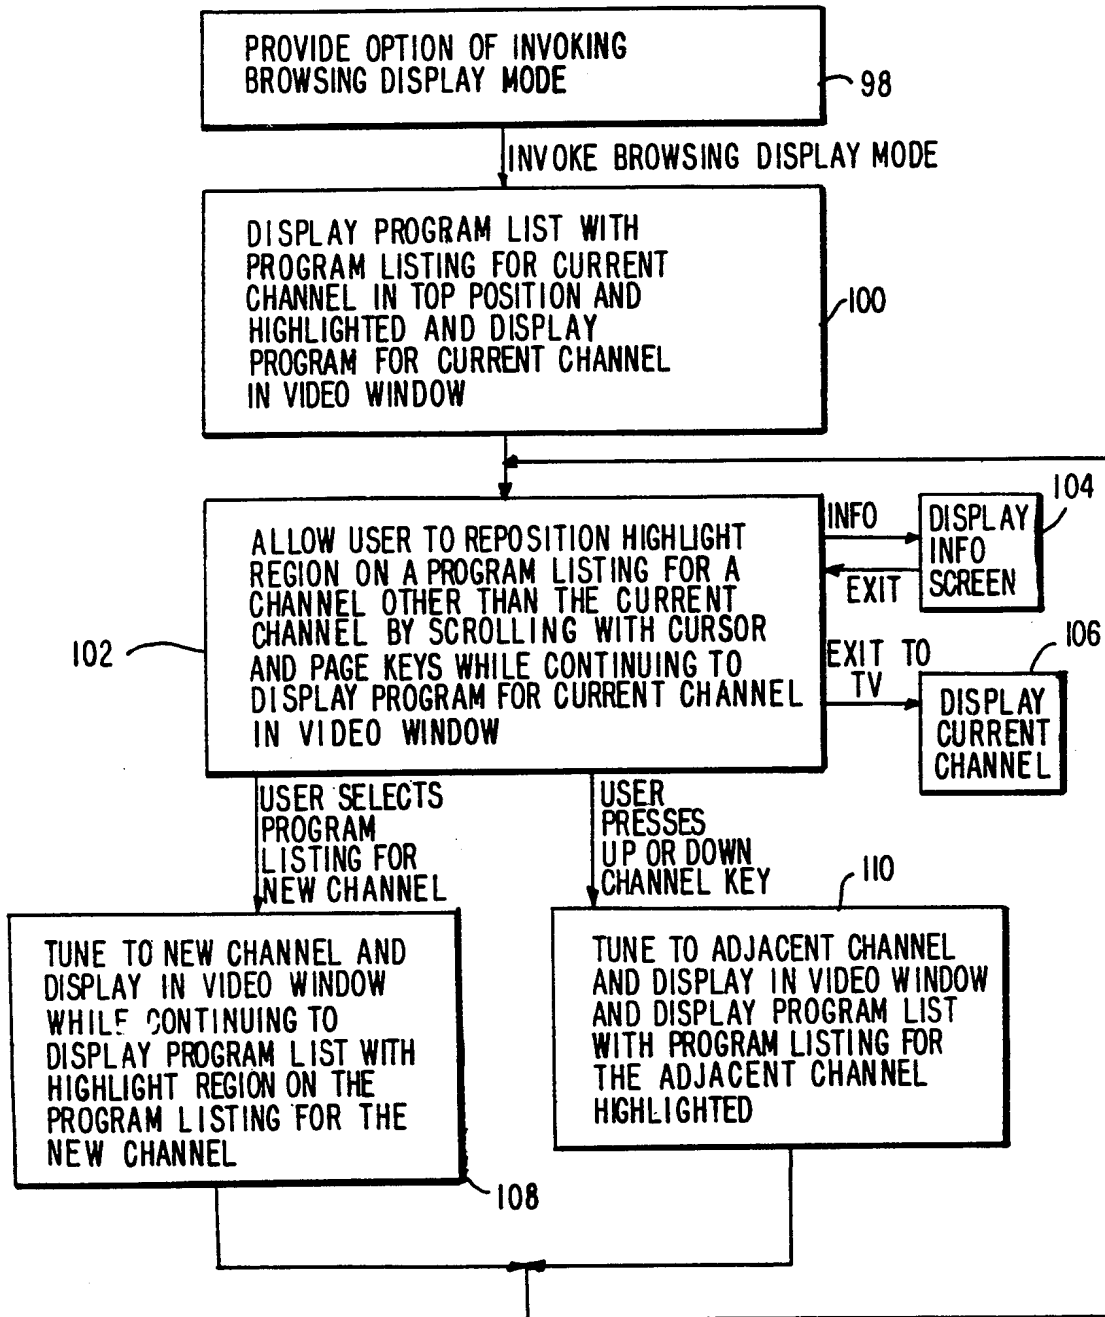 PROVIDE OPTION OF INVOKING
BROWSING DISPLAY MODE
98
INVOKE BROWSING DISPLAY MODE
DISPLAY PROGRAM LIST WITH
PROGRAM LISTING FOR CURRENT
CHANNEL IN TOP POSITION AND
HIGHLIGHTED AND DISPLAY
PROGRAM FOR CURRENT CHANNEL
IN VIDEO WINDOW
100
ALLOW USER TO REPOSITION HIGHLIGHT
REGION ON A PROGRAM LISTING FOR A
CHANNEL OTHER THAN THE CURRENT
CHANNEL BY SCROLLING WITH CURSOR
AND PAGE KEYS WHILE CONTINUING TO
DISPLAY PROGRAM FOR CURRENT CHANNEL
IN VIDEO WINDOW
102
INFO
EXIT
DISPLAY
INFO
SCREEN
104
EXIT TO
TV
DISPLAY
CURRENT
CHANNEL
106
USER SELECTS
PROGRAM
LISTING FOR
NEW CHANNEL
USER
PRESSES
UP OR DOWN
CHANNEL KEY
TUNE TO NEW CHANNEL AND
DISPLAY IN VIDEO WINDOW
WHILE CONTINUING TO
DISPLAY PROGRAM LIST WITH
HIGHLIGHT REGION ON THE
PROGRAM LISTING FOR THE
NEW CHANNEL
108
TUNE TO ADJACENT CHANNEL
AND DISPLAY IN VIDEO WINDOW
AND DISPLAY PROGRAM LIST
WITH PROGRAM LISTING FOR
THE ADJACENT CHANNEL
HIGHLIGHTED
110